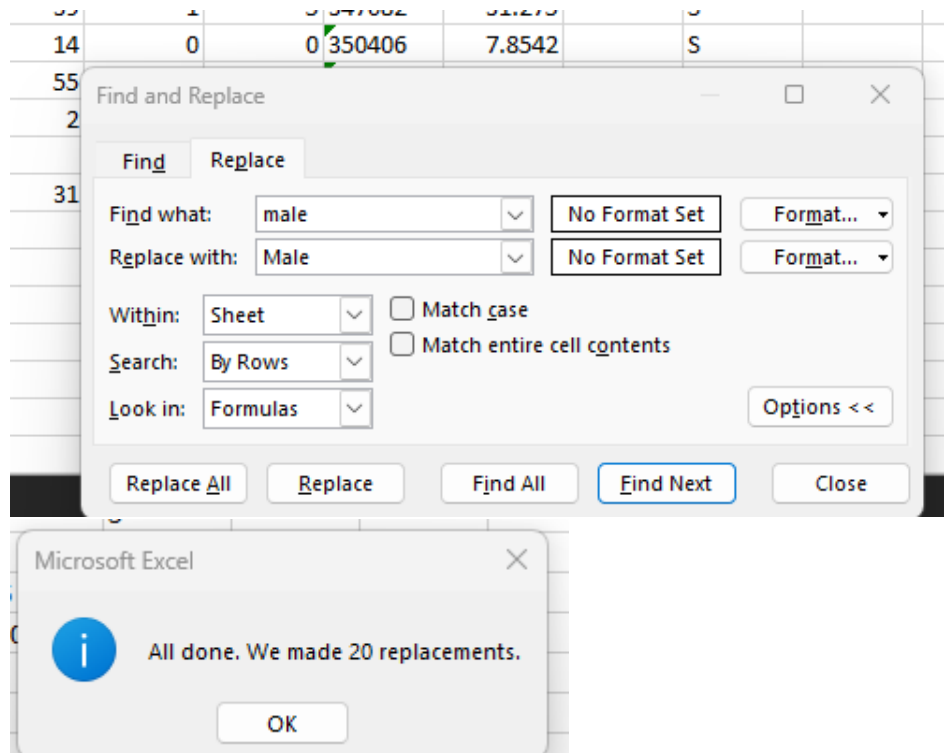 14 0 0 350406 7.8542 S
55
Find and Replace
2
Find Replace
31
Find what: male No Format Set Format...
Replace with: Male No Format Set Format...
Within: Sheet Match case
Match entire cell contents
Search: By Rows
Look in: Formulas Options <<
Replace All Replace Find All Find Next Close
Microsoft Excel
All done. We made 20 replacements.
OK